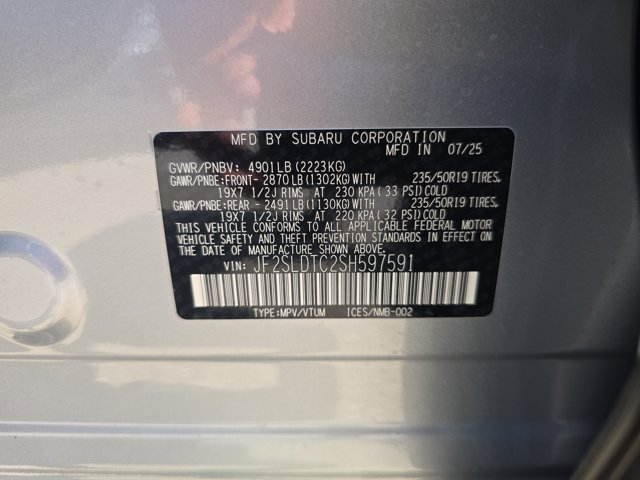 MFD BY SUBARU CORPORATION
MFD IN 07/25
GVWR/PNBV: 4901LB (2223KG)
GAWR/PNBE:FRONT- 2870LB(1302KG)WITH 235/50R19 TIRES,
19X7 1/2J RIMS AT 230 KPA( 33 PSI)COLD
GAWR/PNBE:REAR - 2491LB(1130KG)WITH 235/50R19 TIRES,
19X7 1/2J RIMS AT 220 KPA( 32 PSI)COLD
THIS VEHICLE CONFORMS TO ALL APPLICABLE FEDERAL MOTOR
VEHICLE SAFETY AND THEFT PREVENTION STANDARDS IN EFFECT ON
THE DATE OF MANUFACTURE SHOWN ABOVE.
VIN: JF2SLDTC2SH597591
TYPE:MPV/VTUM ICES/NMB-002